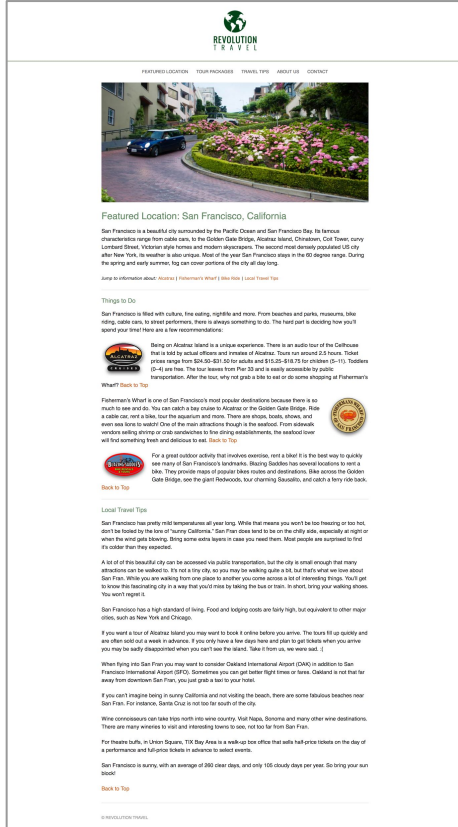 REVOLUTION
TRAVEL
FEATURED LOCATION TOUR PACKAGES TRAVEL TIPS ABOUT US CONTACT
Featured Location: San Francisco, California
San Francisco is a beautiful city surrounded by the Pacific Ocean and San Francisco Bay. Its famous
characteristics range from cable cars, to the Golden Gate Bridge, Alcatraz Island, Chinatown, Coit Tower, curvy
Lombard Street, Victorian style homes and modern skyscrapers. The second most densely populated US city
after New York, its weather is also unique. Most of the year San Francisco stays in the 60 degree range. During
the spring and early summer, fog can cover portions of the city all day long.
Jump to information about: Alcatraz | Fisherman's Wharf | Bike Ride | Local Travel Tips
Things to Do
San Francisco is filled with culture, fine eating, nightlife and more. From beaches and parks, museums, bike
riding, cable cars, to street performers, there is always something to do. The hard part is deciding how you'll
spend your time! Here are a few recommendations:
ALCATRAZ
CRUISES
Being on Alcatraz Island is a unique experience. There is an audio tour of the Cellhouse
that is told by actual officers and inmates of Alcatraz. Tours run around 2.5 hours. Ticket
prices range from $24.50–$31.50 for adults and $15.25–$18.75 for children (5–11). Toddlers
(0–4) are free. The tour leaves from Pier 33 and is easily accessible by public
transportation. After the tour, why not grab a bite to eat or do some shopping at Fisherman's
Wharf? Back to Top
Fisherman's Wharf is one of San Francisco's most popular destinations because there is so
much to see and do. You can catch a bay cruise to Alcatraz or the Golden Gate Bridge. Ride
a cable car, rent a bike, tour the aquarium and more. There are shops, boats, shows, and
even sea lions to watch! One of the main attractions though is the seafood. From sidewalk
vendors selling shrimp or crab sandwiches to fine dining establishments, the seafood lover
will find something fresh and delicious to eat. Back to Top
FISHERMANS WHARF
SAN FRANCISCO
BLAZING SADDLES
For a great outdoor activity that involves exercise, rent a bike! It is the best way to quickly
see many of San Francisco's landmarks. Blazing Saddles has several locations to rent a
bike. They provide maps of popular bikes routes and destinations. Bike across the Golden
Gate Bridge, see the giant Redwoods, tour charming Sausalito, and catch a ferry ride back.
Back to Top
Local Travel Tips
San Francisco has pretty mild temperatures all year long. While that means you won't be too freezing or too hot,
don't be fooled by the lore of "sunny California." San Fran does tend to be on the chilly side, especially at night or
when the wind gets blowing. Bring some extra layers in case you need them. Most people are surprised to find
it's colder than they expected.
A lot of this beautiful city can be accessed via public transportation, but the city is small enough that many
attractions can be walked to. It's not a tiny city, so you may be walking quite a bit, but that's what we love about
San Fran. While you are walking from one place to another you come across a lot of interesting things. You'll get
to know this fascinating city in a way that you'd miss by taking the bus or train. In short, bring your walking shoes.
You won't regret it.
San Francisco has a high standard of living. Food and lodging costs are fairly high, but equivalent to other major
cities, such as New York and Chicago.
If you want a tour of Alcatraz Island you may want to book it online before you arrive. The tours fill up quickly and
are often sold out a week in advance. If you only have a few days here and plan to get tickets when you arrive
you may be sadly disappointed when you can't see the island. Take it from us, we were sad. :(
When flying into San Fran you may want to consider Oakland International Airport (OAK) in addition to San
Francisco International Airport (SFO). Sometimes you can get better flight times or fares. Oakland is not that far
away from downtown San Fran, you just grab a taxi to your hotel.
If you can't imagine being in sunny California and not visiting the beach, there are some fabulous beaches near
San Fran. For instance, Santa Cruz is not too far south of the city.
Wine connoisseurs can take trips north into wine country. Visit Napa, Sonoma and many other wine destinations.
There are many wineries to visit and interesting towns to see, not too far from San Fran.
For theatre buffs, in Union Square, TIX Bay Area is a walk-up box office that sells half-price tickets on the day of
a performance and full-price tickets in advance to select events.
San Francisco is sunny, with an average of 260 clear days, and only 105 cloudy days per year. So bring your sun
block!
Back to Top
© REVOLUTION TRAVEL